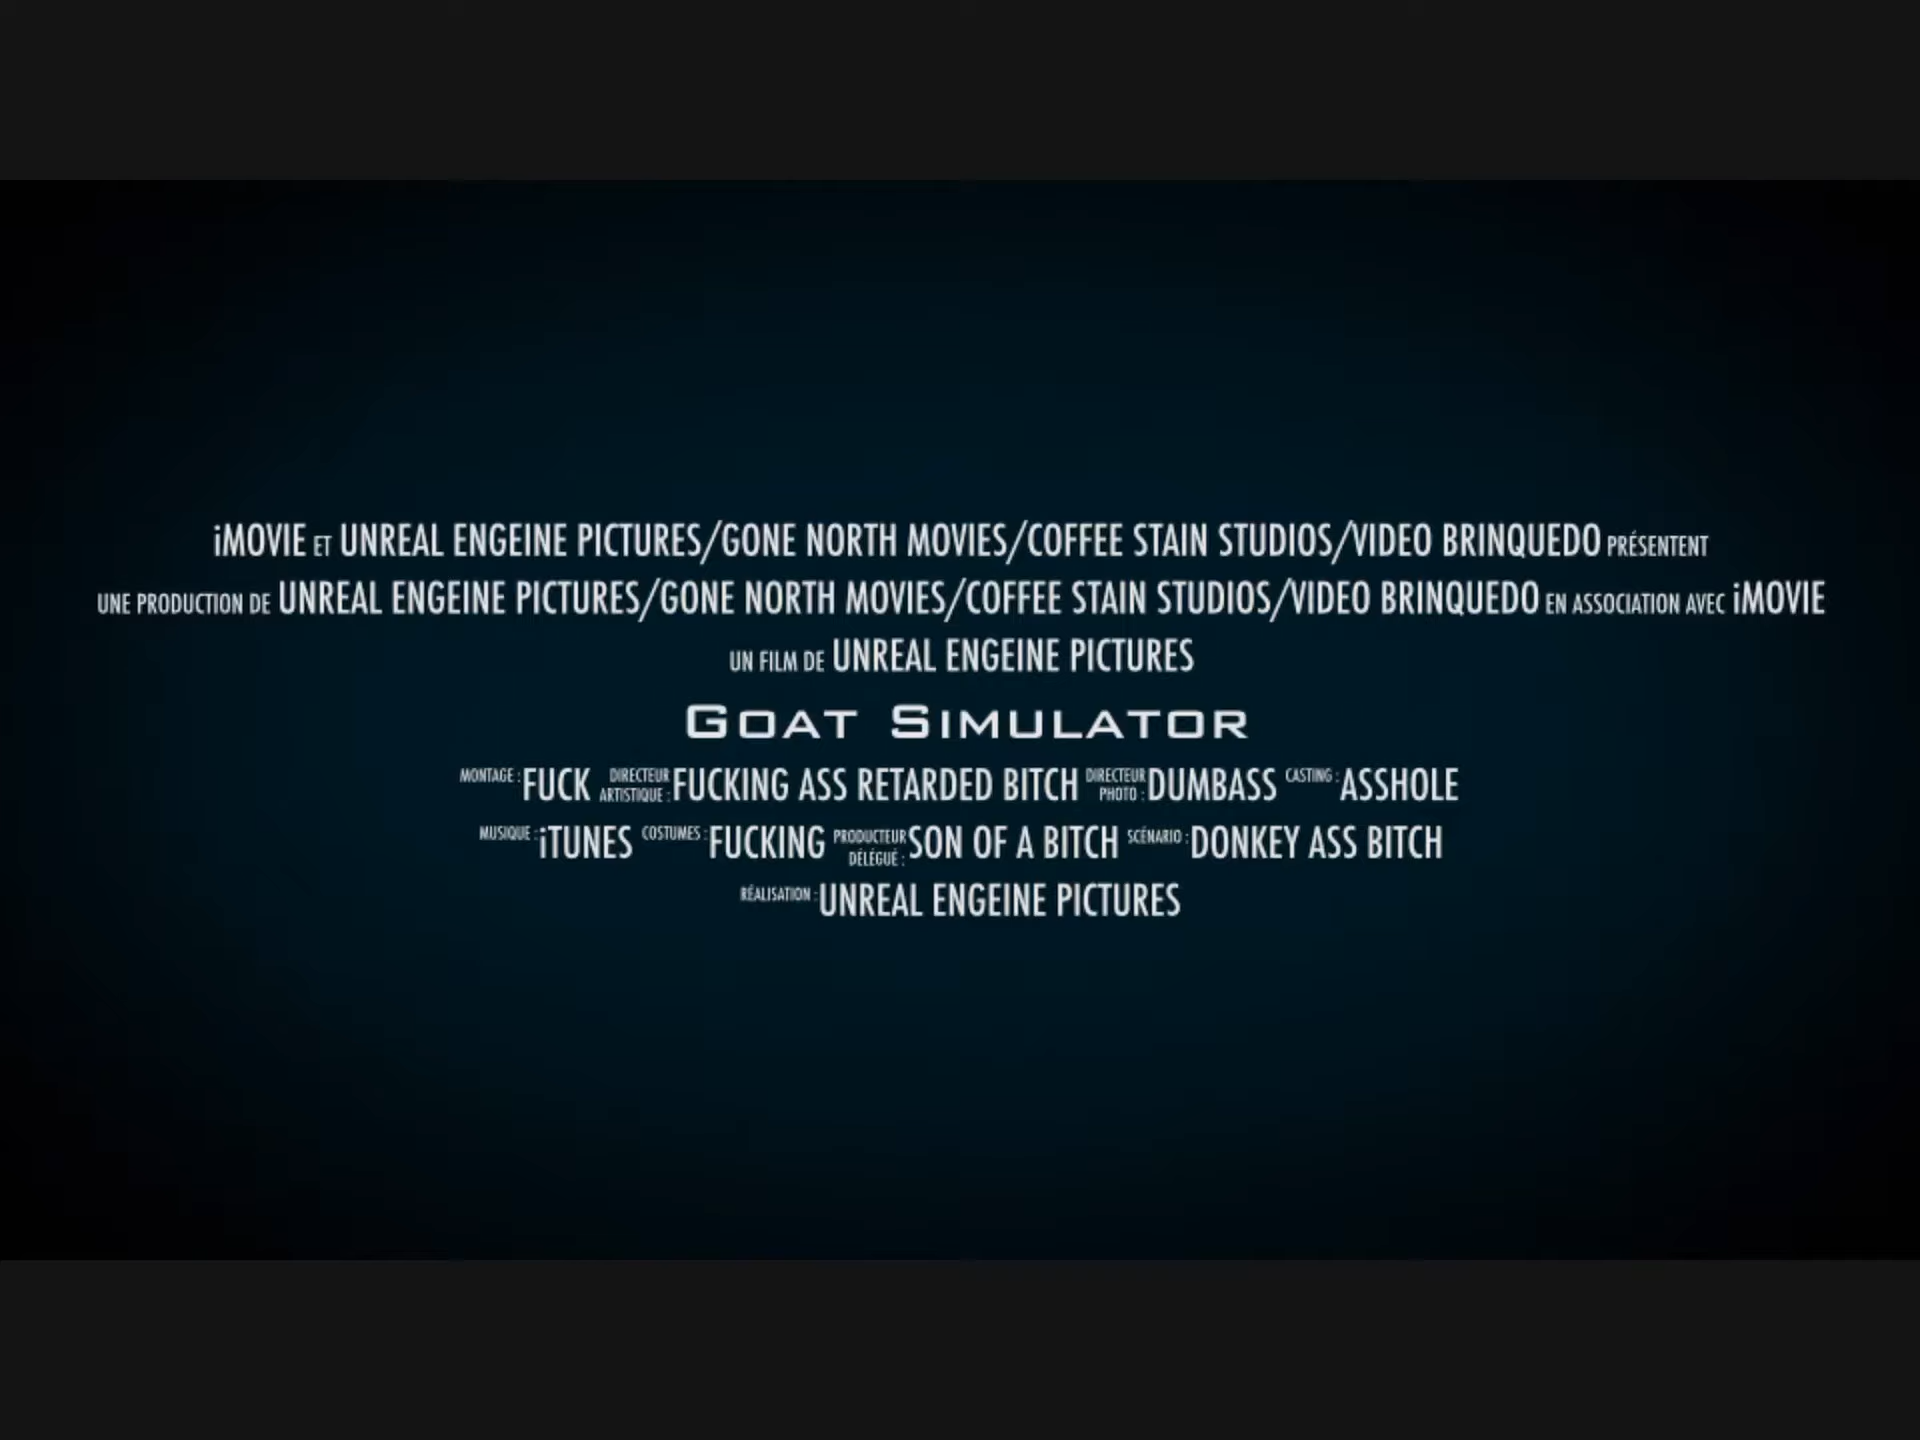 iMOVIE ET UNREAL ENGEINE PICTURES/GONE NORTH MOVIES/COFFEE STAIN STUDIOS/VIDEO BRINQUEDO PRÉSENTENT
UNE PRODUCTION DE UNREAL ENGEINE PICTURES/GONE NORTH MOVIES/COFFEE STAIN STUDIOS/VIDEO BRINQUEDO EN ASSOCIATION AVEC iMOVIE
UN FILM DE UNREAL ENGEINE PICTURES
GOAT SIMULATOR
MONTAGE : FUCK DIRECTEUR ARTISTIQUE : FUCKING ASS RETARDED BITCH DIRECTEUR PHOTO : DUMBASS CASTING : ASSHOLE
MUSIQUE : iTUNES COSTUMES : FUCKING PRODUCTEUR DÉLÉGUÉ : SON OF A BITCH SCÉNARIO : DONKEY ASS BITCH
RÉALISATION : UNREAL ENGEINE PICTURES